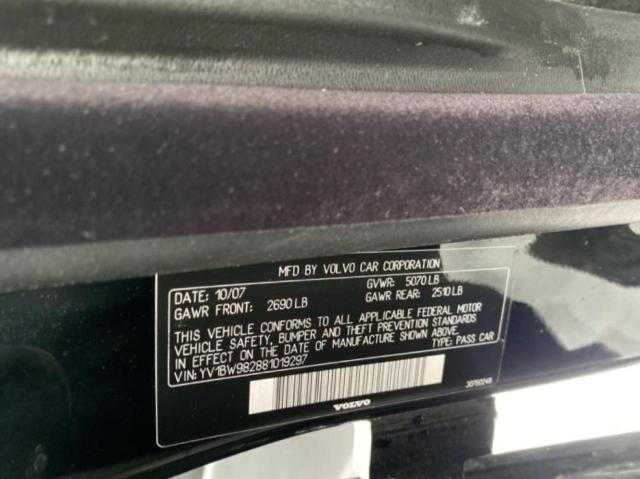 MFD BY VOLVO CAR CORPORATION
DATE: 10/07 GVWR: 5070 LB
GAWR FRONT: 2690 LB GAWR REAR: 2510 LB
THIS VEHICLE CONFORMS TO ALL APPLICABLE FEDERAL MOTOR
VEHICLE SAFETY, BUMPER AND THEFT PREVENTION STANDARDS
IN EFFECT ON THE DATE OF MANUFACTURE SHOWN ABOVE.
VIN: YV1BW982881019297 TYPE: PASS CAR
30760248
VOLVO